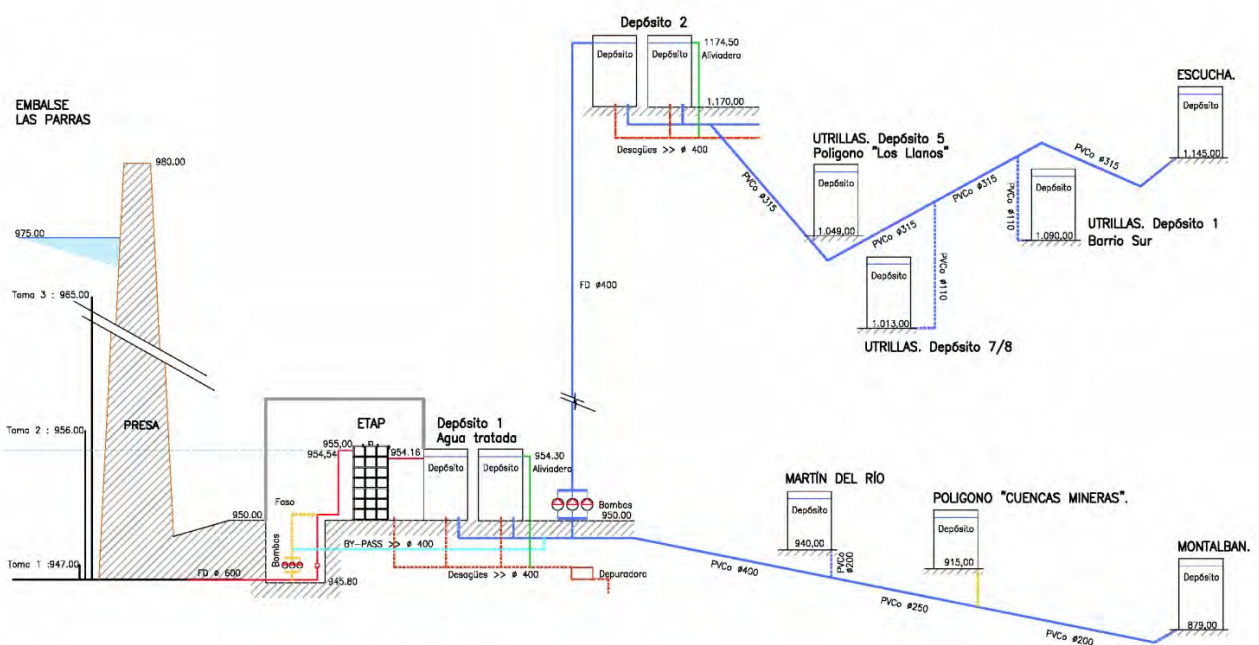 Depósito 2
Depósito
Depósito
1174.50
Aliviadero
1.170,00
Desagües >> ø 400
EMBALSE
LAS PARRAS
980.00
975.00
Toma 3 : 965.00
Toma 2 : 956.00
Toma 1 :947.00
PRESA
FD ø 600
950.00
Foso
Bombas
945.80
ETAP
955.00
954,54
954.16
Depósito 1
Agua tratada
Depósito
Depósito
954.30
Aliviadero
BY-PASS >> ø 400
Desagües >> ø 400
Depuradora
FD ø400
Bombas
950.00
PVCo ø315
UTRILLAS. Depósito 5
Polígono "Los Llanos"
Depósito
1.049,00
PVCo ø315
Depósito
1.013,00
UTRILLAS. Depósito 7/8
PVCo ø110
PVCo ø315
PVCo ø110
Depósito
1.090,00
UTRILLAS. Depósito 1
Barrio Sur
PVCo ø315
ESCUCHA.
Depósito
1.145,00
PVCo ø400
MARTÍN DEL RÍO
Depósito
940,00
PVCo
ø200
PVCo ø250
POLIGONO "CUENCAS MINERAS".
Depósito
915,00
PVCo ø200
MONTALBAN.
Depósito
879,00